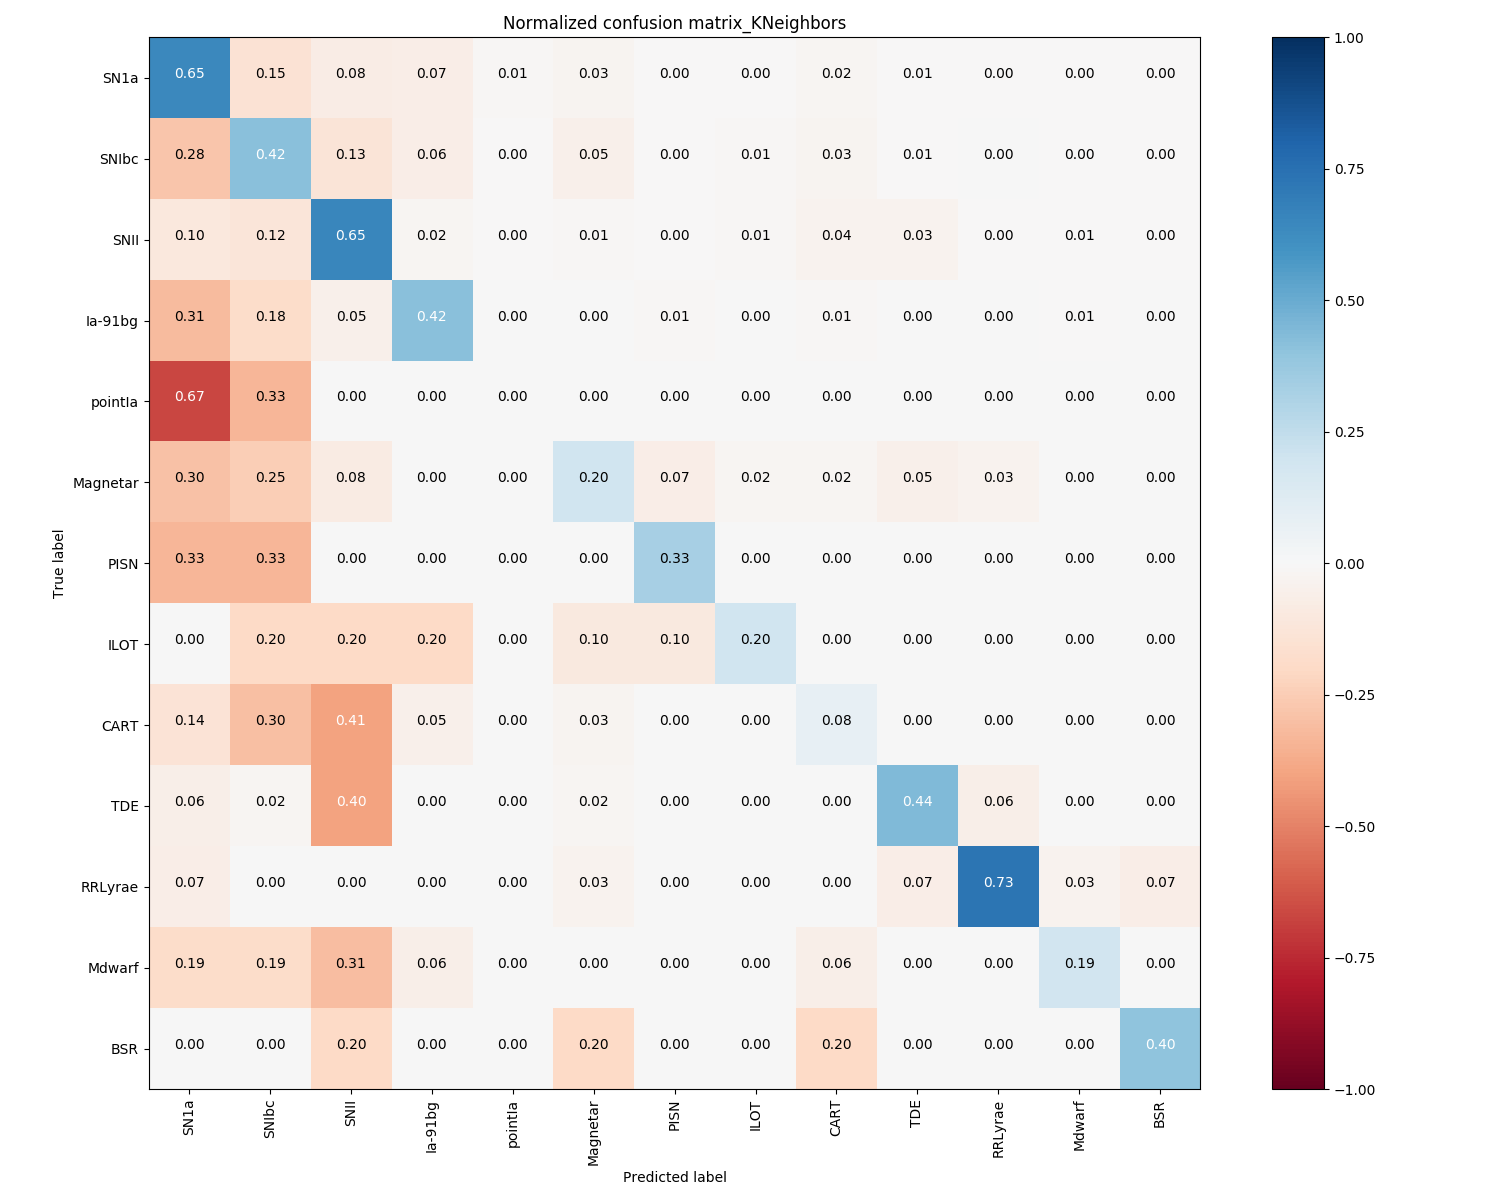 Normalized confusion matrix_KNeighbors
SN1a 0.65 0.15 0.08 0.07 0.01 0.03 0.00 0.00 0.02 0.01 0.00 0.00 0.00
SNIbc 0.28 0.42 0.13 0.06 0.00 0.05 0.00 0.01 0.03 0.01 0.00 0.00 0.00
SNII 0.10 0.12 0.65 0.02 0.00 0.01 0.00 0.01 0.04 0.03 0.00 0.01 0.00
Ia-91bg 0.31 0.18 0.05 0.42 0.00 0.00 0.01 0.00 0.01 0.00 0.00 0.01 0.00
pointIa 0.67 0.33 0.00 0.00 0.00 0.00 0.00 0.00 0.00 0.00 0.00 0.00 0.00
Magnetar 0.30 0.25 0.08 0.00 0.00 0.20 0.07 0.02 0.02 0.05 0.03 0.00 0.00
PISN 0.33 0.33 0.00 0.00 0.00 0.00 0.33 0.00 0.00 0.00 0.00 0.00 0.00
ILOT 0.00 0.20 0.20 0.20 0.00 0.10 0.10 0.20 0.00 0.00 0.00 0.00 0.00
CART 0.14 0.30 0.41 0.05 0.00 0.03 0.00 0.00 0.08 0.00 0.00 0.00 0.00
TDE 0.06 0.02 0.40 0.00 0.00 0.02 0.00 0.00 0.00 0.44 0.06 0.00 0.00
RRLyrae 0.07 0.00 0.00 0.00 0.00 0.03 0.00 0.00 0.00 0.07 0.73 0.03 0.07
Mdwarf 0.19 0.19 0.31 0.06 0.00 0.00 0.00 0.00 0.06 0.00 0.00 0.19 0.00
BSR 0.00 0.00 0.20 0.00 0.00 0.20 0.00 0.00 0.20 0.00 0.00 0.00 0.40
SN1a SNIbc SNII Ia-91bg pointIa Magnetar PISN ILOT CART TDE RRLyrae Mdwarf BSR
Predicted label
True label
1.00
0.75
0.50
0.25
0.00
−0.25
−0.50
−0.75
−1.00